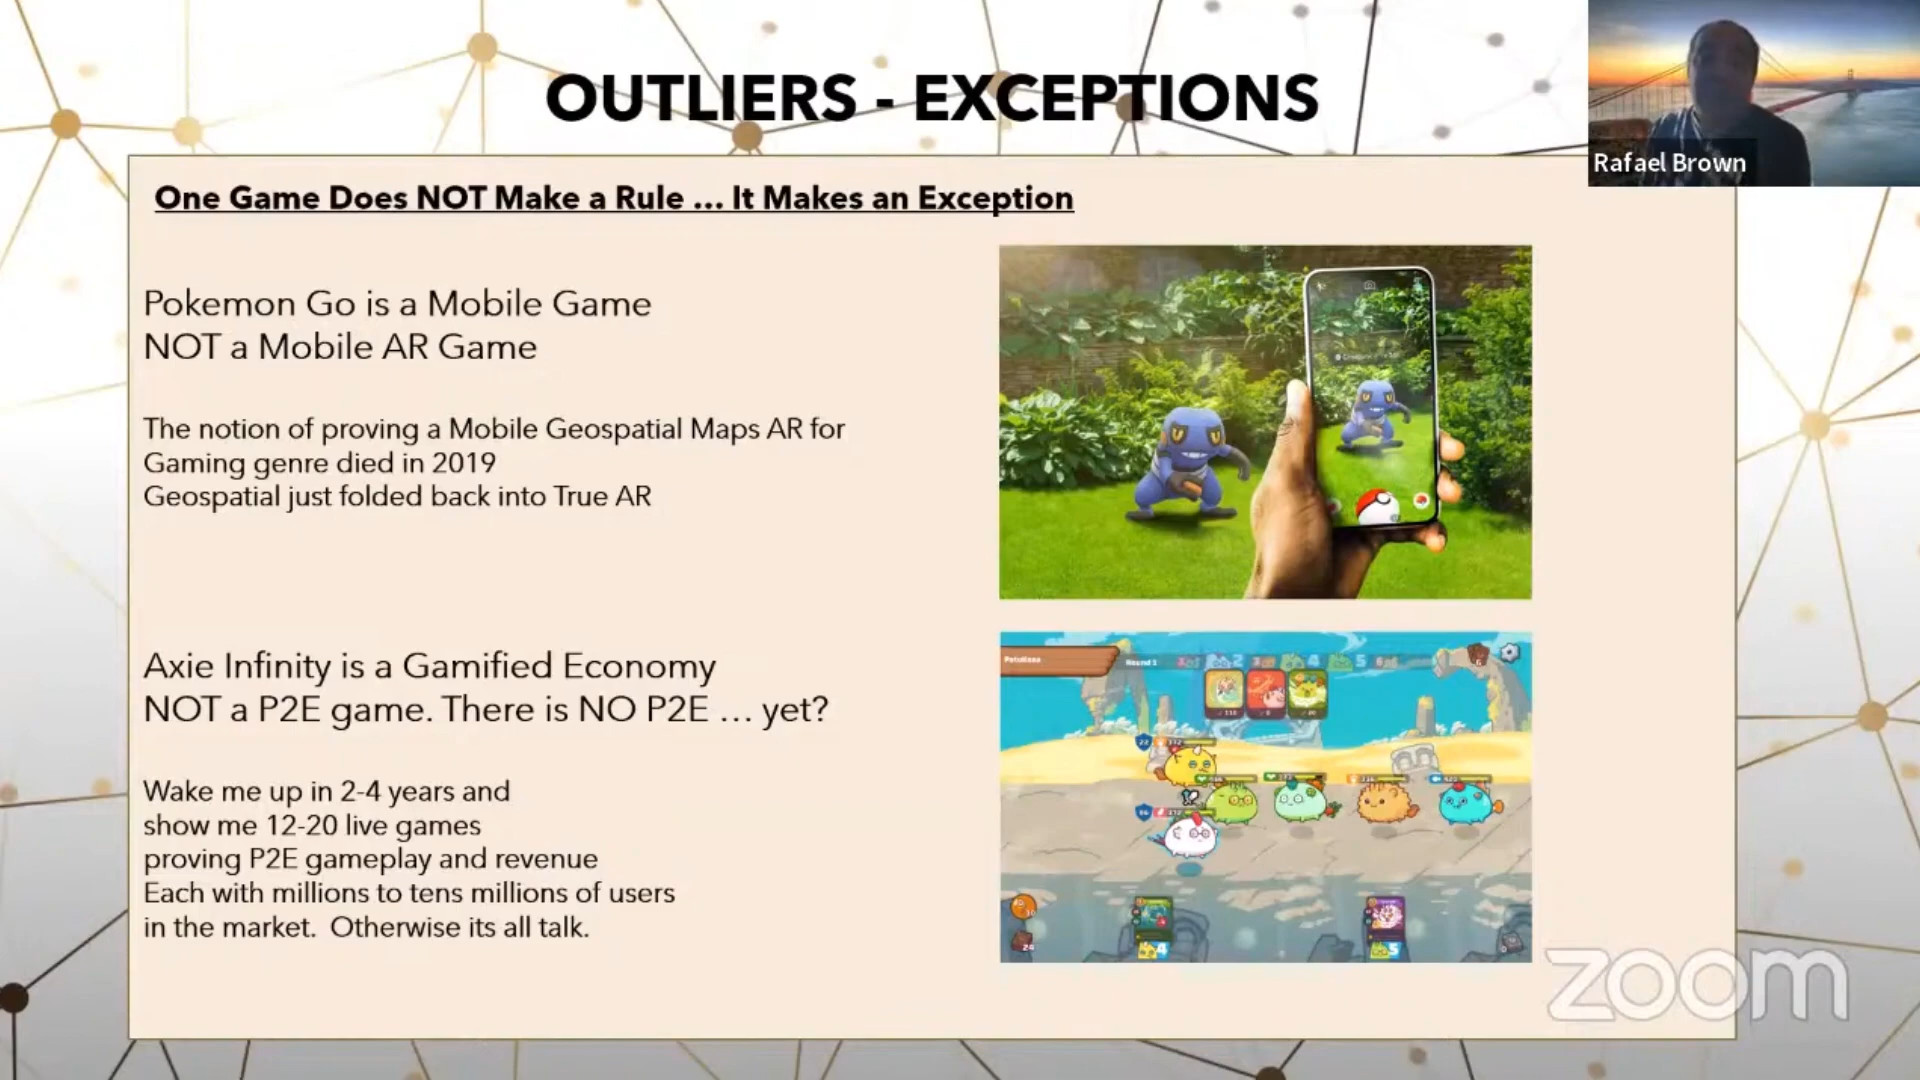 OUTLIERS - EXCEPTIONS
Rafael Brown
One Game Does NOT Make a Rule ... It Makes an Exception
Pokemon Go is a Mobile Game
NOT a Mobile AR Game
The notion of proving a Mobile Geospatial Maps AR for
Gaming genre died in 2019
Geospatial just folded back into True AR
Axie Infinity is a Gamified Economy
NOT a P2E game. There is NO P2E ... yet?
Wake me up in 2-4 years and
show me 12-20 live games
proving P2E gameplay and revenue
Each with millions to tens millions of users
in the market.  Otherwise its all talk.
Round 1
zoom